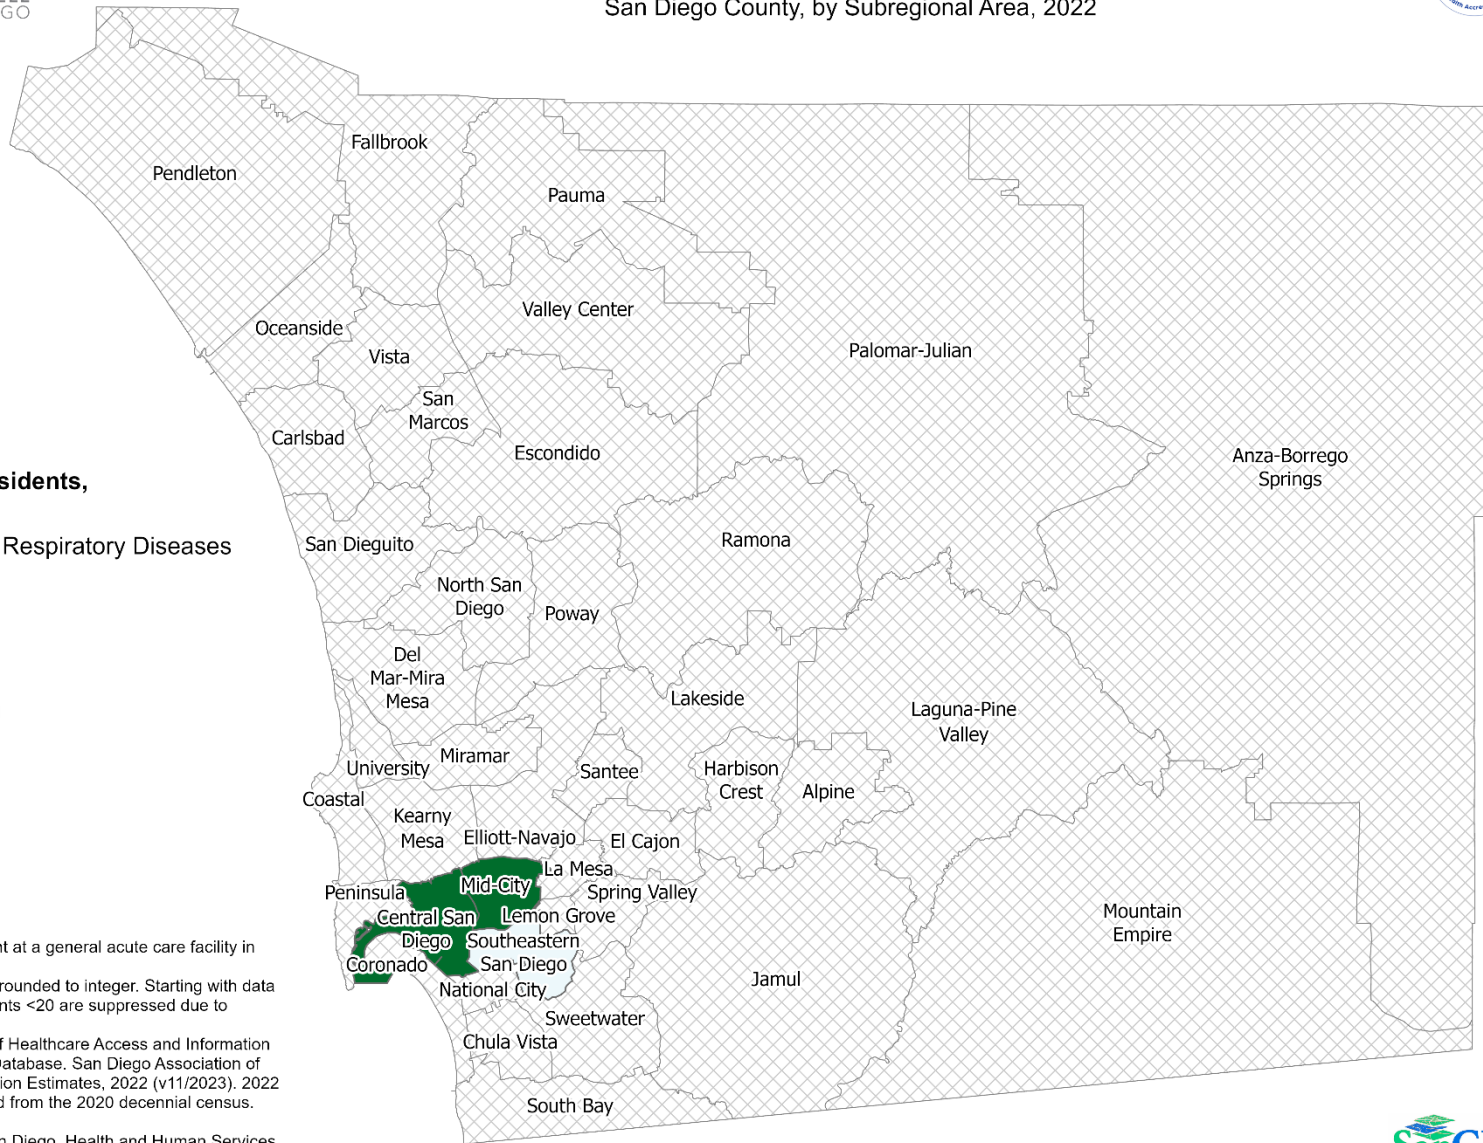 GO
San Diego County, by Subregional Area, 2022
Fallbrook
Pendleton
Pauma
Valley Center
Oceanside
Vista
Palomar-Julian
San
Marcos
Carlsbad
Escondido
Anza-Borrego
Springs
sidents,
Respiratory Diseases
San Dieguito
Ramona
North San
Diego
Poway
Del
Mar-Mira
Mesa
Lakeside
Laguna-Pine
Valley
Miramar
University
Santee
Harbison
Crest
Alpine
Coastal
Kearny
Mesa
Elliott-Navajo
El Cajon
La Mesa
Mid-City
Peninsula
Spring Valley
Central San
Diego
Lemon Grove
Mountain
Empire
Southeastern
San Diego
Coronado
Jamul
National City
Sweetwater
Chula Vista
South Bay
nt at a general acute care facility in
rounded to integer. Starting with data
nts <20 are suppressed due to
f Healthcare Access and Information
Database. San Diego Association of
ion Estimates, 2022 (v11/2023). 2022
d from the 2020 decennial census.
n Diego, Health and Human Services